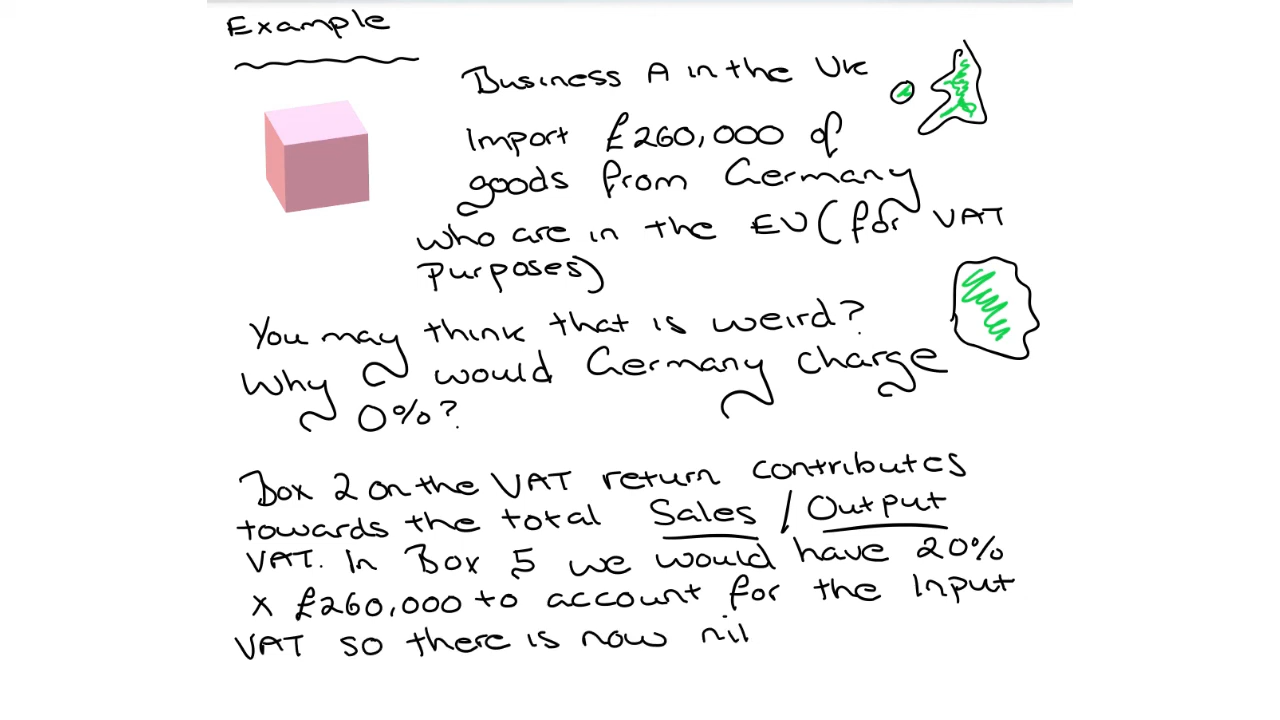 Example
Business A in the UK
Import £260,000 of
goods from Germany
who are in the EU (for VAT
Purposes)
You may think that is weird?
Why would Germany charge
0%?
Box 2 on the VAT return contributes
towards the total Sales / Output
VAT. In Box 5 we would have 20%
x £260,000 to account for the Input
VAT so there is now nil